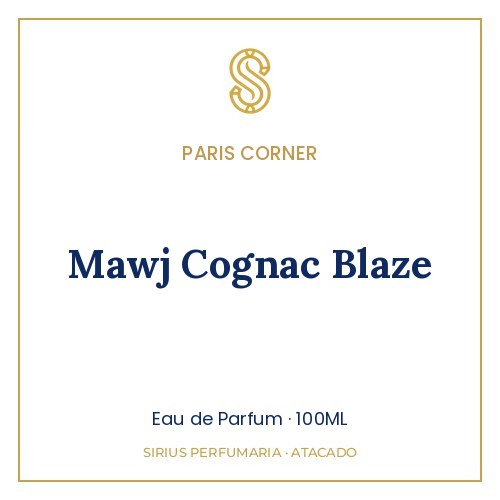 PARIS CORNER
Mawj Cognac Blaze
Eau de Parfum · 100ML
SIRIUS PERFUMARIA · ATACADO